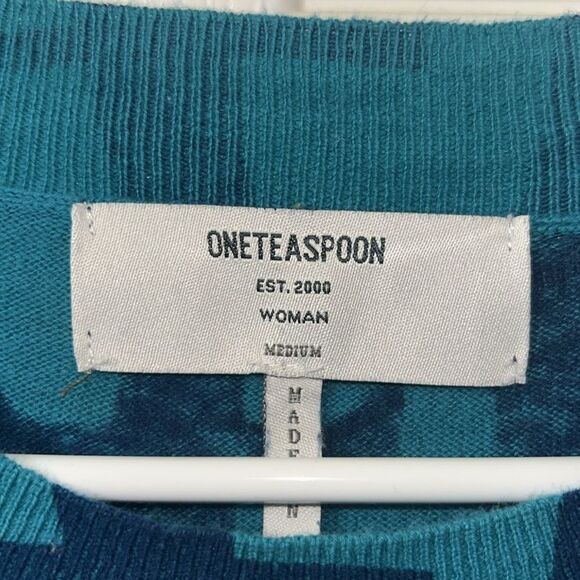 ONETEASPOON
EST. 2000
WOMAN
MEDIUM
MADE